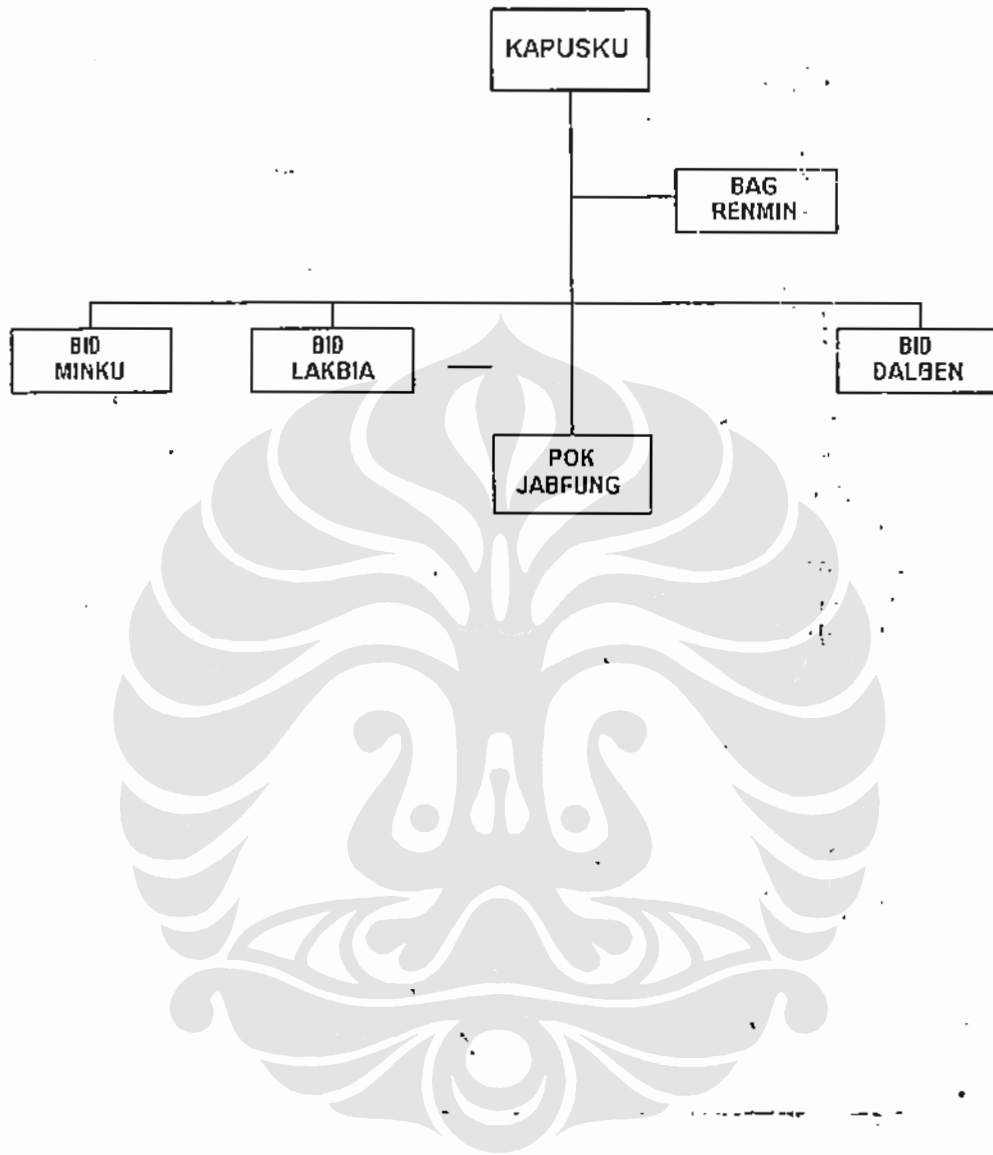 KAPUSKU
BAG
RENMIN
BID
MINKU
BID
LAKBIA
BID
DALBEN
POK
JABFUNG